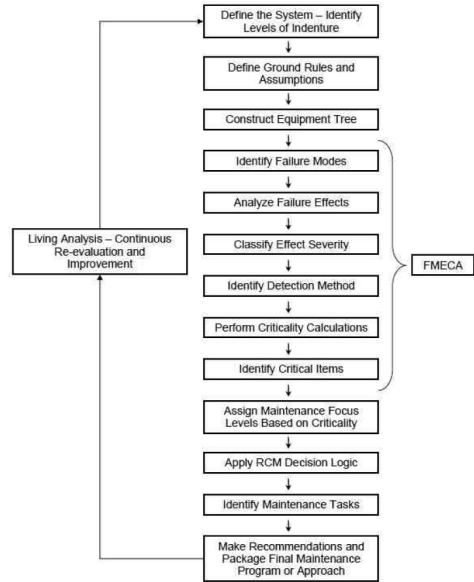 Define the System – Identify
Levels of Indenture
Define Ground Rules and
Assumptions
Construct Equipment Tree
Identify Failure Modes
Analyze Failure Effects
Classify Effect Severity
Identify Detection Method
Perform Criticality Calculations
Identify Critical Items
Assign Maintenance Focus
Levels Based on Criticality
Apply RCM Decision Logic
Identify Maintenance Tasks
Make Recommendations and
Package Final Maintenance
Program or Approach
Living Analysis – Continuous
Re-evaluation and
Improvement
FMECA